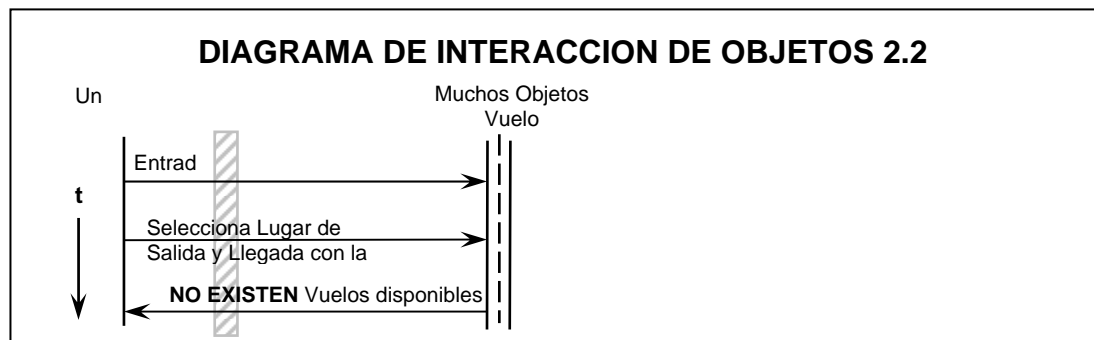 DIAGRAMA DE INTERACCION DE OBJETOS 2.2
Un
Muchos Objetos
Vuelo
Entrad
t
Selecciona Lugar de
Salida y Llegada con la
NO EXISTEN Vuelos disponibles